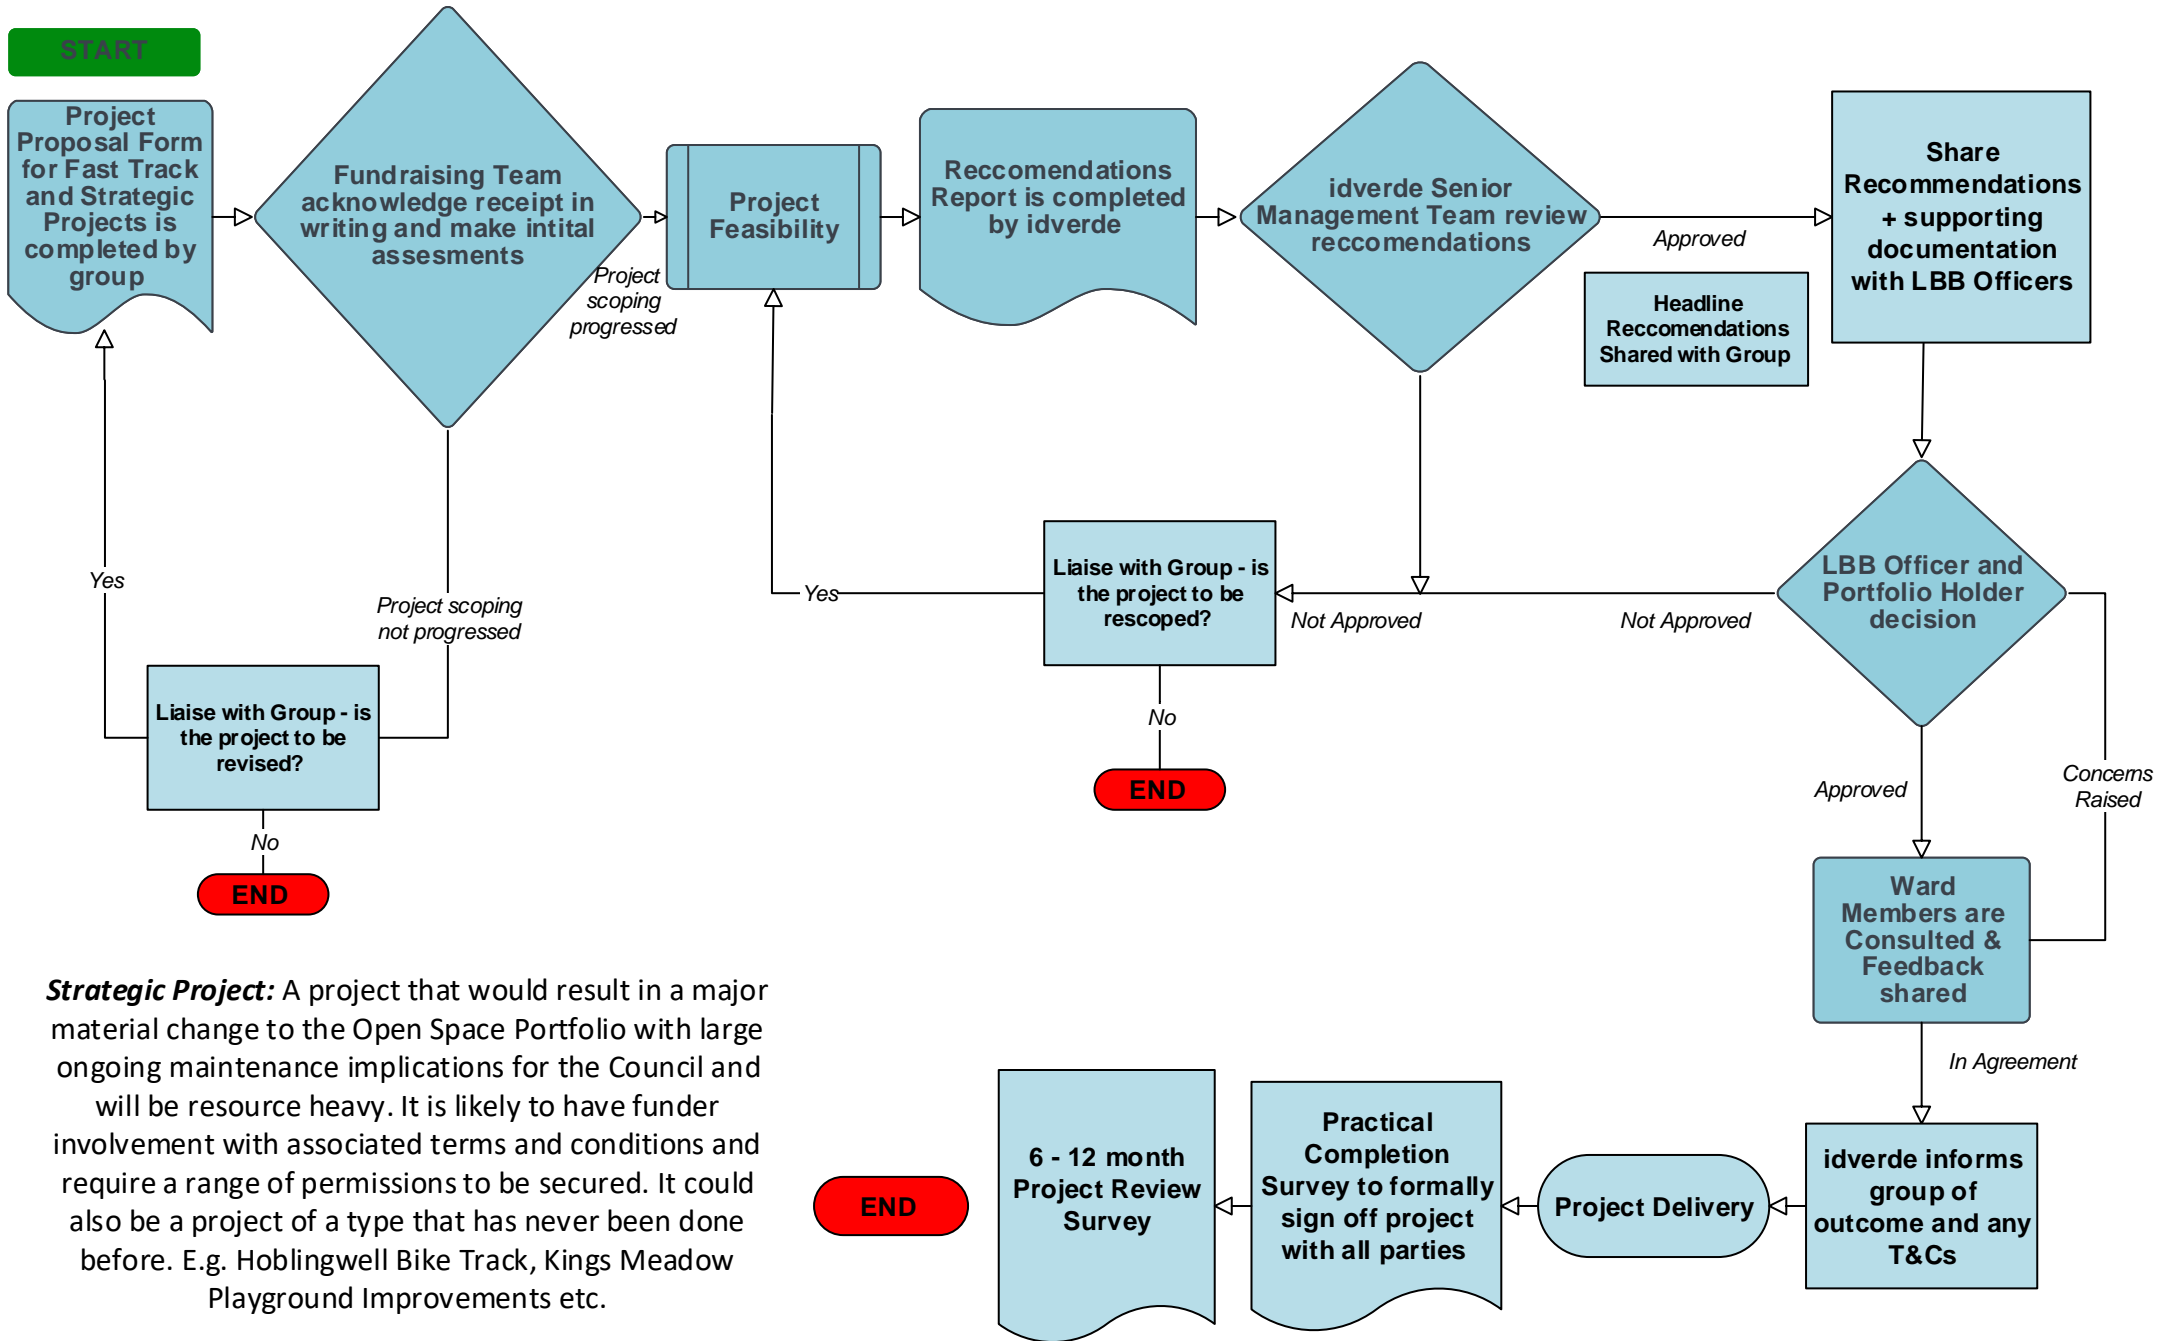 START
Project
Proposal Form
for Fast Track
and Strategic
Projects is
completed by
group
Fundraising Team
acknowledge receipt in
writing and make intital
assesments
Project
scoping
progressed
Project
Feasibility
Reccomendations
Report is completed
by idverde
idverde Senior
Management Team review
reccomendations
Approved
Headline
Reccomendations
Shared with Group
Share
Recommendations
+ supporting
documentation
with LBB Officers
Yes
Project scoping
not progressed
Liaise with Group - is
the project to be
revised?
No
END
Yes
Liaise with Group - is
the project to be
rescoped?
Not Approved
Not Approved
No
END
LBB Officer and
Portfolio Holder
decision
Approved
Concerns
Raised
Ward
Members are
Consulted &
Feedback
shared
In Agreement
idverde informs
group of
outcome and any
T&Cs
Project Delivery
Practical
Completion
Survey to formally
sign off project
with all parties
6 - 12 month
Project Review
Survey
END
Strategic Project: A project that would result in a major
material change to the Open Space Portfolio with large
ongoing maintenance implications for the Council and
will be resource heavy. It is likely to have funder
involvement with associated terms and conditions and
require a range of permissions to be secured. It could
also be a project of a type that has never been done
before. E.g. Hoblingwell Bike Track, Kings Meadow
Playground Improvements etc.